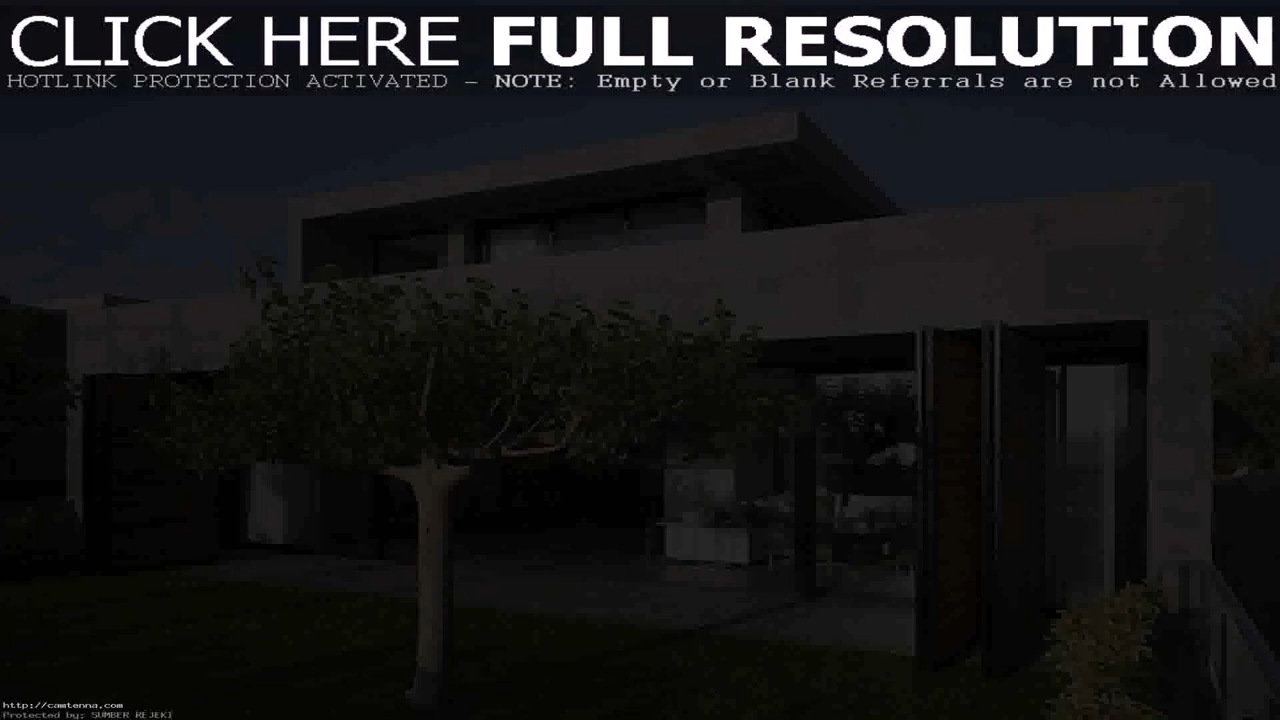 CLICK HERE FULL RESOLUTION
HOTLINK PROTECTION ACTIVATED – NOTE: Empty or Blank Referrals are not Allowed
http://camtenna.com
Protected by: SUMBER REJEKI